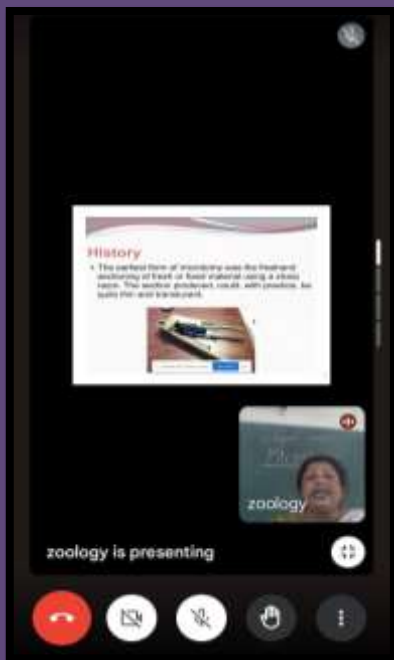 History
• The earliest form of microtomy was the freehand
sectioning of fresh or fixed material using a sharp
razor. The section produced, could, with practice, be
quite thin and translucent.
zoology
zoology is presenting